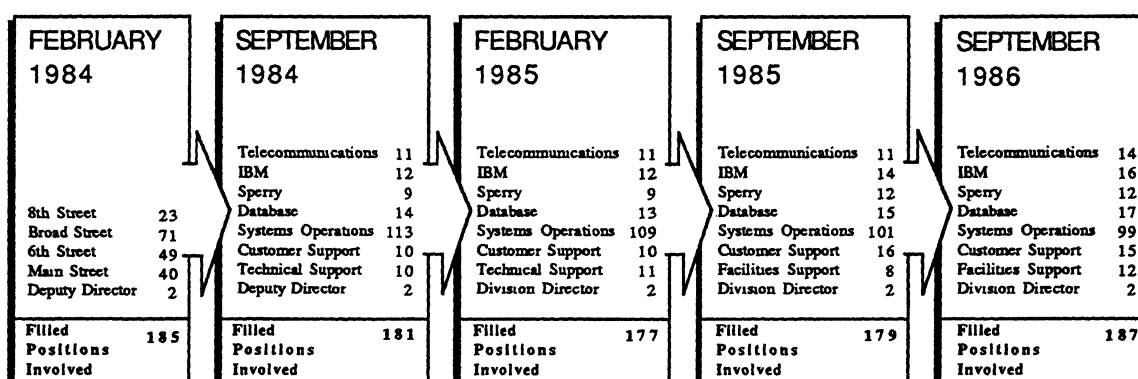 FEBRUARY
1984
8th Street 23
Broad Street 71
6th Street 49
Main Street 40
Deputy Director 2
Filled 185
Positions
Involved
SEPTEMBER
1984
Telecommunications 11
IBM 12
Sperry 9
Database 14
Systems Operations 113
Customer Support 10
Technical Support 10
Deputy Director 2
Filled 181
Positions
Involved
FEBRUARY
1985
Telecommunications 11
IBM 12
Sperry 9
Database 13
Systems Operations 109
Customer Support 10
Technical Support 11
Division Director 2
Filled 177
Positions
Involved
SEPTEMBER
1985
Telecommunications 11
IBM 14
Sperry 12
Database 15
Systems Operations 101
Customer Support 16
Facilities Support 8
Division Director 2
Filled 179
Positions
Involved
SEPTEMBER
1986
Telecommunications 14
IBM 16
Sperry 12
Database 17
Systems Operations 99
Customer Support 15
Facilities Support 12
Division Director 2
Filled 187
Positions
Involved